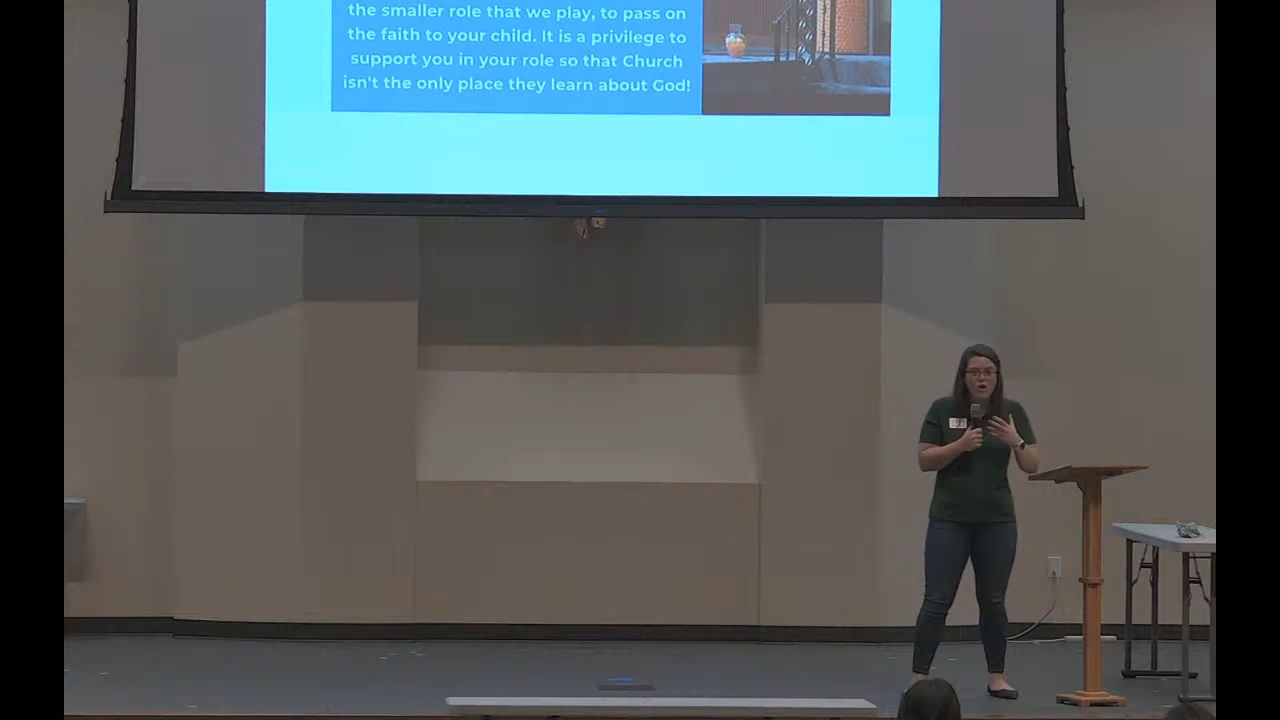 the smaller role that we play, to pass on
the faith to your child. It is a privilege to
support you in your role so that Church
isn't the only place they learn about God!